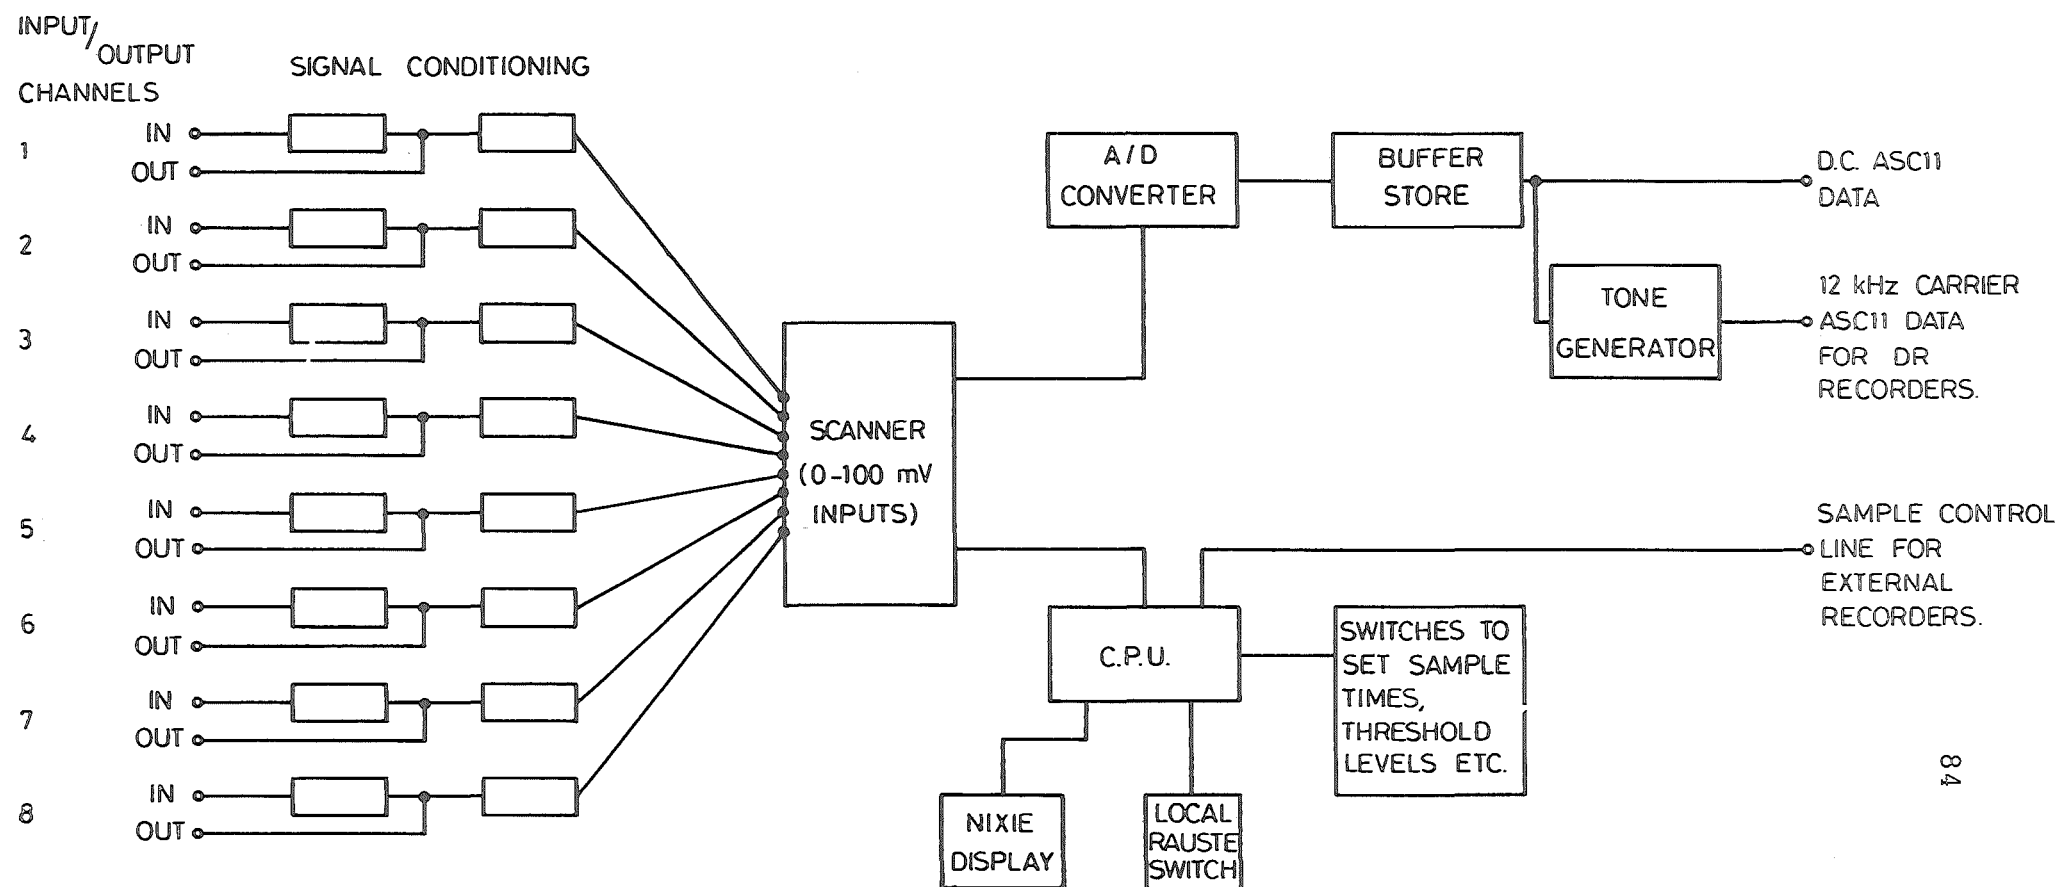 INPUT/
OUTPUT
CHANNELS
SIGNAL CONDITIONING
1
IN
OUT
2
IN
OUT
3
IN
OUT
4
IN
OUT
5
IN
OUT
6
IN
OUT
7
IN
OUT
8
IN
OUT
SCANNER
(0-100 mV
INPUTS)
A/D
CONVERTER
BUFFER
STORE
D.C. ASC11
DATA
TONE
GENERATOR
12 kHz CARRIER
ASC11 DATA
FOR DR
RECORDERS.
SAMPLE CONTROL
LINE FOR
EXTERNAL
RECORDERS.
C.P.U.
SWITCHES TO
SET SAMPLE
TIMES,
THRESHOLD
LEVELS ETC.
NIXIE
DISPLAY
LOCAL
RAUSTE
SWITCH
84